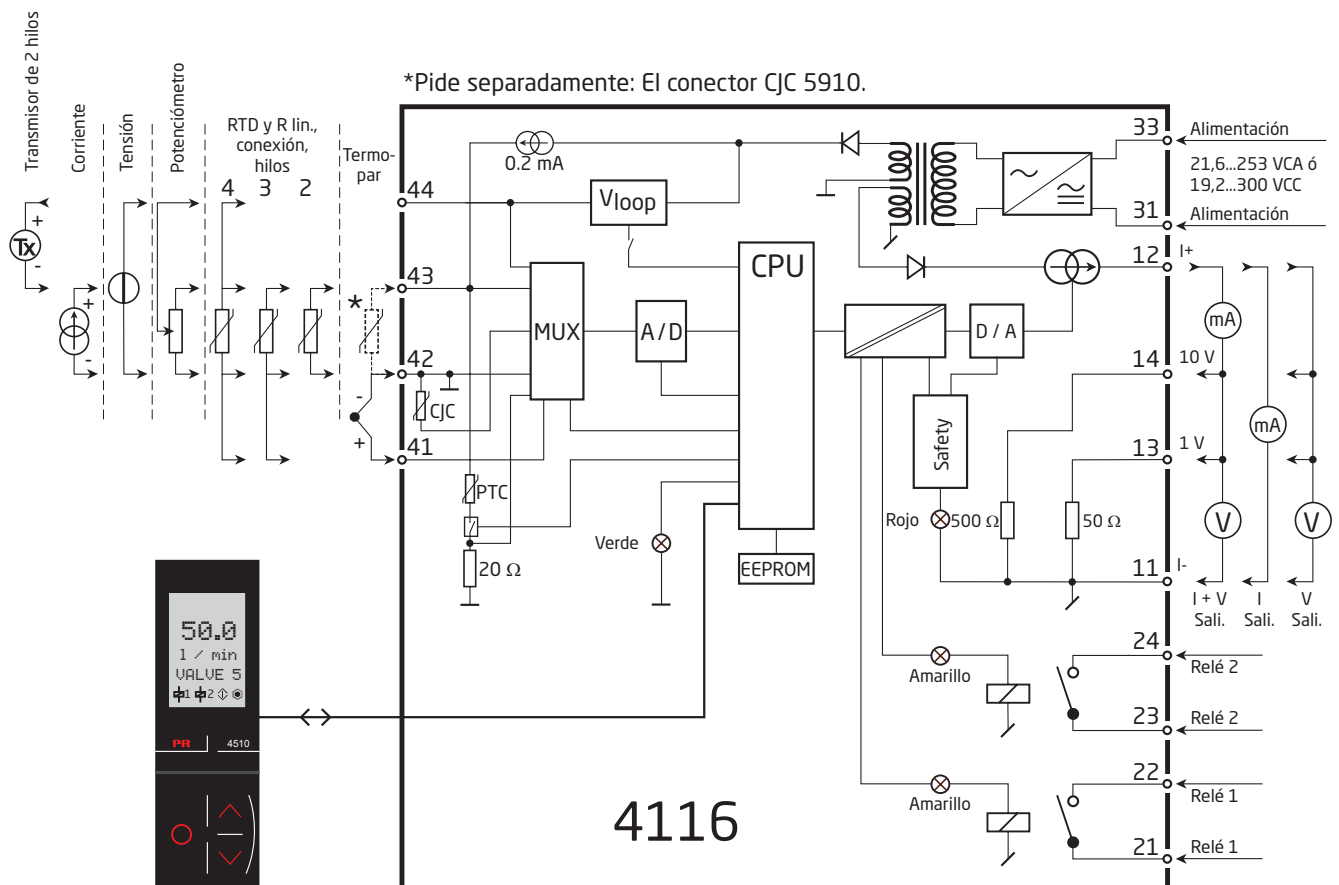 *Pide separadamente: El conector CJC 5910.
Transmisor de 2 hilos
Corriente
Tensión
Potenciómetro
RTD y R lin.,
conexión,
hilos
4 3 2
Termo-
par
+
Tx
-
+
-
*
-
+
44
43
42
41
0.2 mA
Vloop
MUX
A/D
CPU
EEPROM
CJC
PTC
20 Ω
Verde
D / A
Safety
Rojo
500 Ω
50 Ω
Amarillo
Amarillo
33
Alimentación
21,6...253 VCA ó
19,2...300 VCC
31
Alimentación
12
I+
14
10 V
13
1 V
11
I-
mA
mA
V
V
I + V
Sali.
I
Sali.
V
Sali.
24
Relé 2
23
Relé 2
22
Relé 1
21
Relé 1
4116
50.0
l / min
VALVE 5
1 2
PR
4510